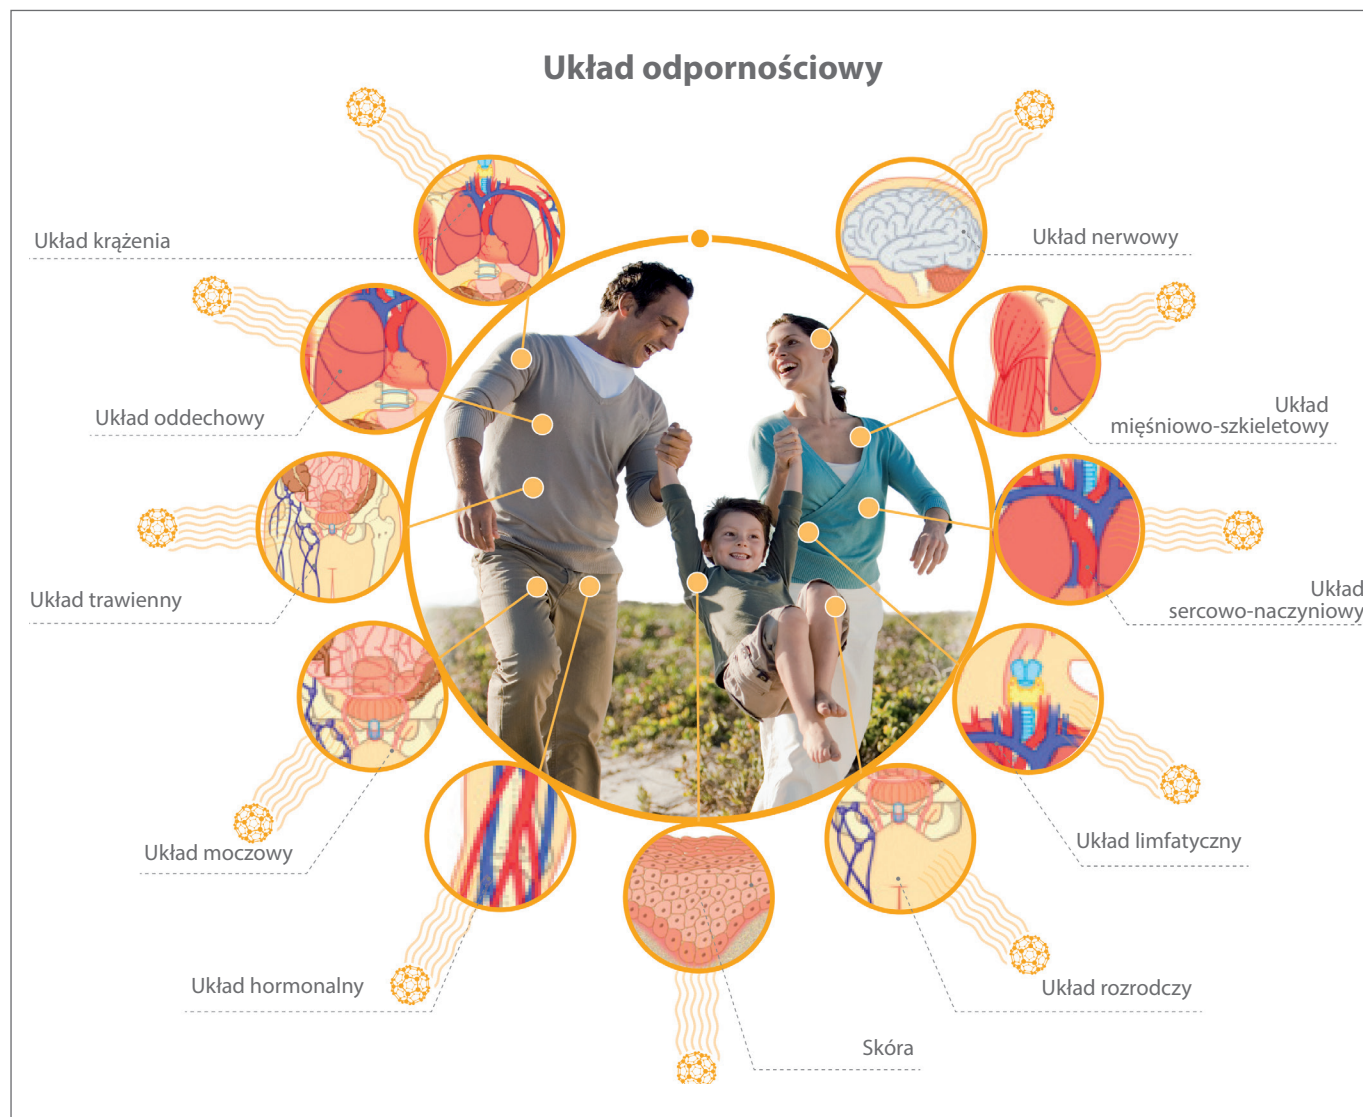 Układ odpornościowy
Układ krążenia
Układ nerwowy
Układ oddechowy
Układ
mięśniowo-szkieletowy
Układ trawienny
Układ
sercowo-naczyniowy
Układ moczowy
Układ limfatyczny
Układ hormonalny
Układ rozrodczy
Skóra